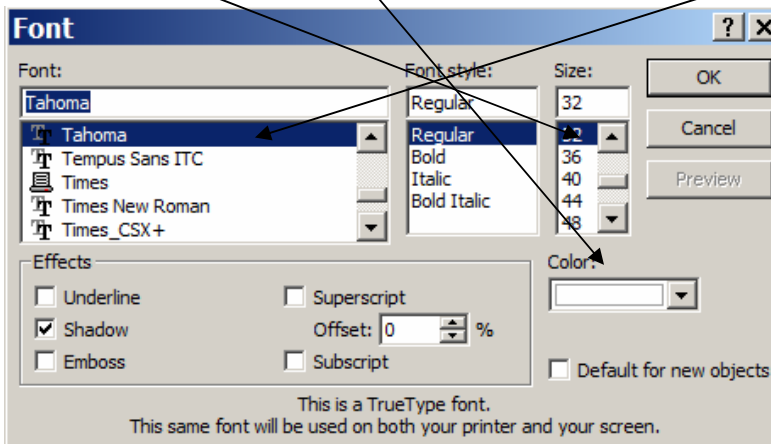 Font ? X
Font: Font style: Size:
Tahoma Regular 32 OK
Tahoma Regular 32 Cancel
Tempus Sans ITC Bold 36
Times Italic 40 Preview
Times New Roman Bold Italic 44
Times_CSX+ 48
Effects Color:
Underline Superscript
Shadow Offset: 0 %
Emboss Subscript Default for new objects
This is a TrueType font.
This same font will be used on both your printer and your screen.